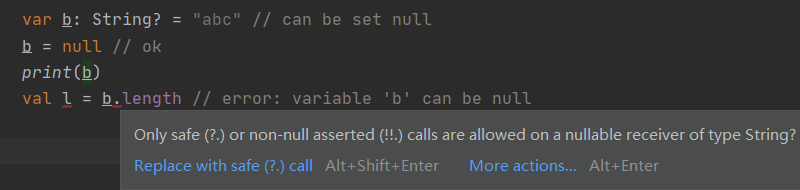 var b: String? = "abc" // can be set null
b = null // ok
print(b)
val l = b.length // error: variable 'b' can be null
Only safe (?.) or non-null asserted (!!.) calls are allowed on a nullable receiver of type String?
Replace with safe (?.) call Alt+Shift+Enter More actions... Alt+Enter